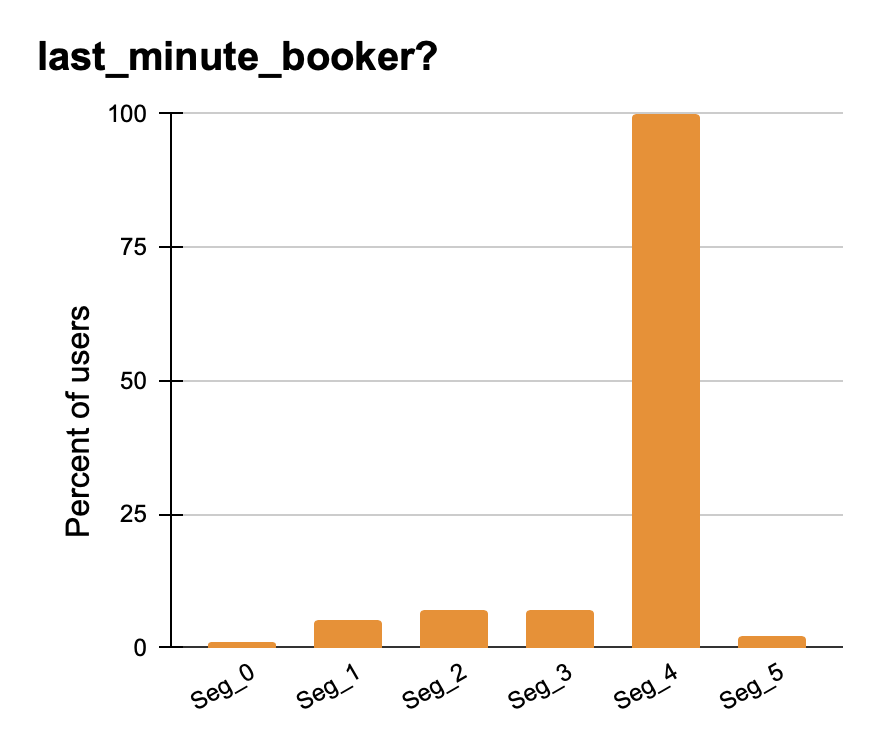 last_minute_booker?
Percent of users
100
75
50
25
0
Seg_0
Seg_1
Seg_2
Seg_3
Seg_4
Seg_5